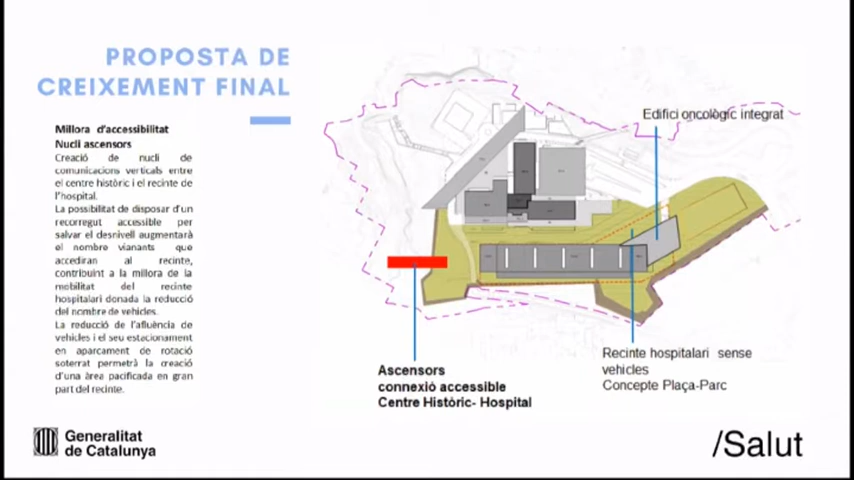 PROPOSTA DE
CREIXEMENT FINAL
Millora d'accessibilitat
Nucli ascensors
Creació de nucli de
comunicacions verticals entre
el centre històric i el recinte de
l'hospital.
La possibilitat de disposar d'un
recorregut accessible per
salvar el desnivell augmentarà
el nombre vianants que
accediran al recinte,
contribuint a la millora de la
mobilitat del recinte
hospitalari donada la reducció
del nombre de vehicles.
La reducció de l'afluència de
vehicles i el seu estacionament
en aparcament de rotació
soterrat permetrà la creació
d'una àrea pacificada en gran
part del recinte.
Edifici oncològic integrat
Recinte hospitalari sense
vehicles
Concepte Plaça-Parc
Ascensors
connexió accessible
Centre Històric- Hospital
Generalitat
de Catalunya
/Salut